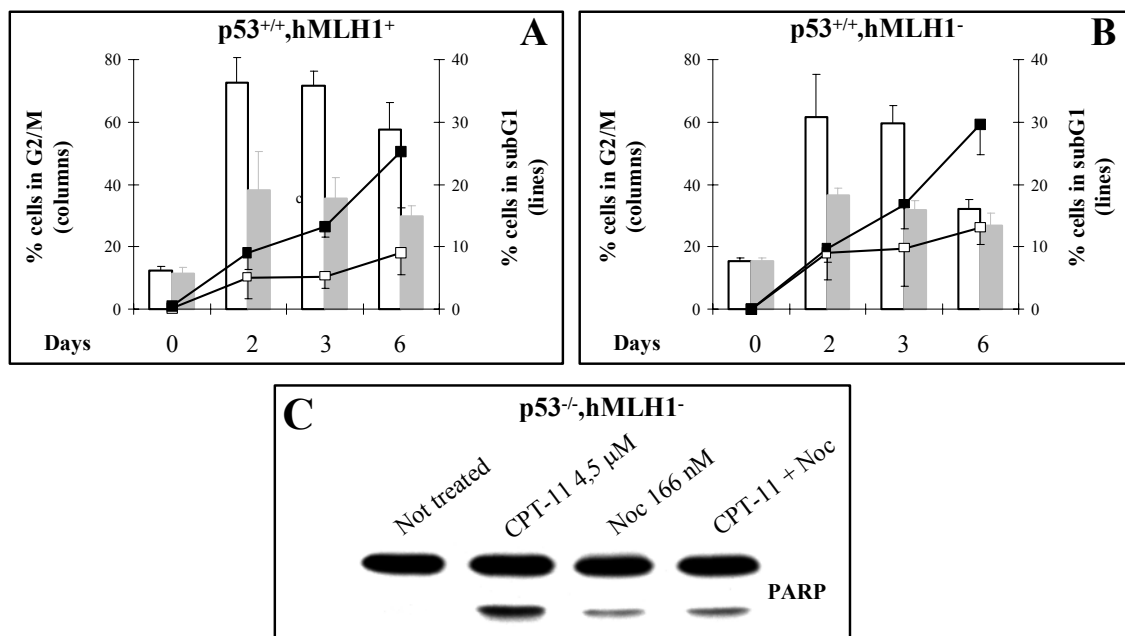 p53+/+,hMLH1+
A
% cells in G2/M
(columns)
80
60
40
20
0
40
30
20
10
0
% cells in subG1
(lines)
Days
0 2 3 6
p53+/+,hMLH1-
B
% cells in G2/M
(columns)
80
60
40
20
0
40
30
20
10
0
% cells in subG1
(lines)
Days
0 2 3 6
C
p53-/-,hMLH1-
Not treated
CPT-11 4,5 µM
Noc 166 nM
CPT-11 + Noc
PARP